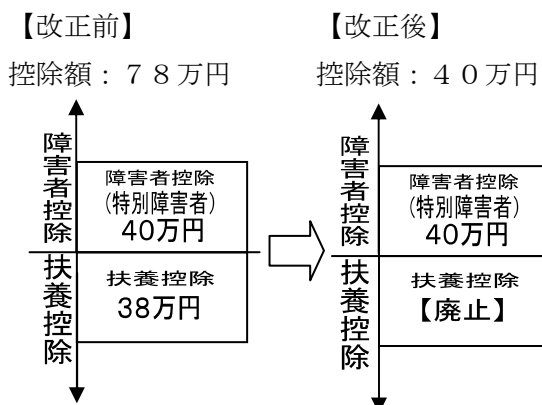 【改正前】
控除額：７８万円
障害者控除
障害者控除
(特別障害者)
40万円
扶養控除
扶養控除
38万円
【改正後】
控除額：４０万円
障害者控除
障害者控除
(特別障害者)
40万円
扶養控除
扶養控除
【廃止】